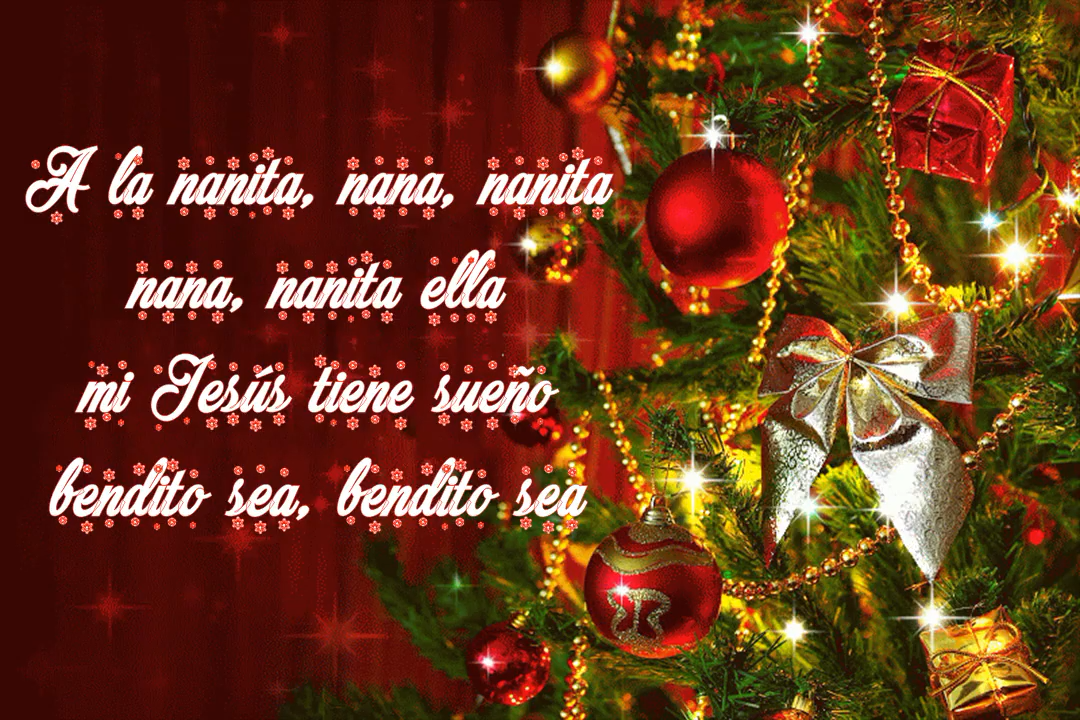 A la nanita, nana, nanita
nana, nanita ella
mi Jesús tiene sueño
bendito sea, bendito sea